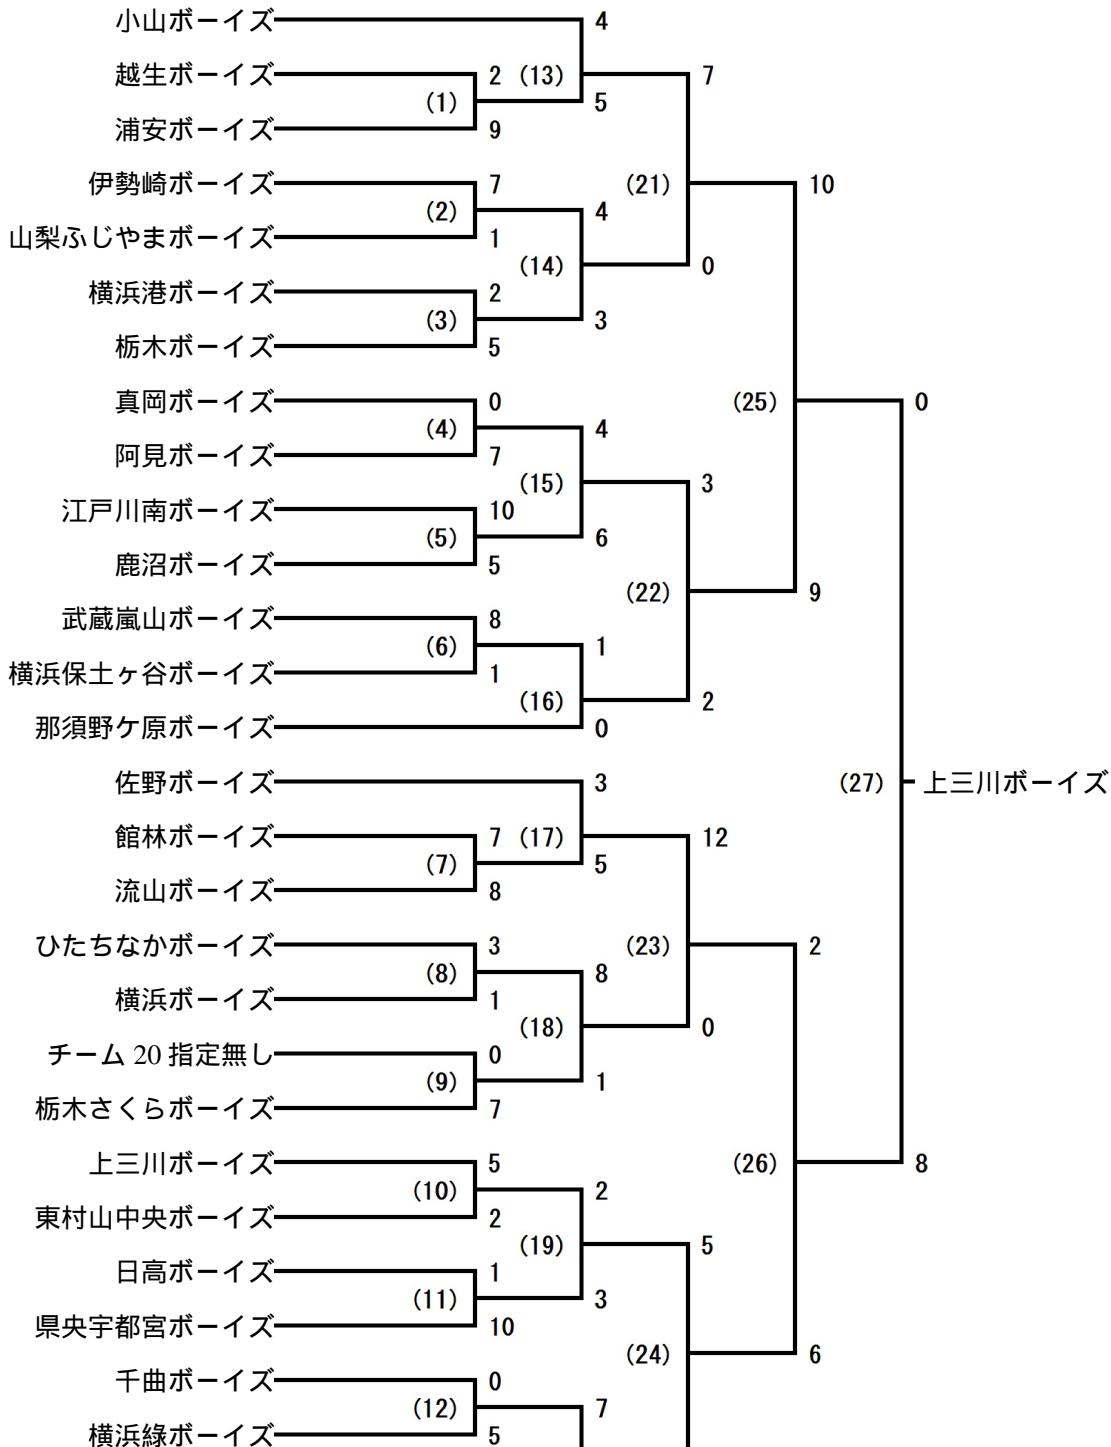 小山ボーイズ 4
越生ボーイズ 2 (13) 7
(1) 5
浦安ボーイズ 9
伊勢崎ボーイズ 7 (21) 10
(2) 4
山梨ふじやまボーイズ 1
(14) 0
横浜港ボーイズ 2
(3) 3
栃木ボーイズ 5
真岡ボーイズ 0 (25) 0
(4) 4
阿見ボーイズ 7
(15) 3
江戸川南ボーイズ 10
(5) 6
鹿沼ボーイズ 5
(22) 9
武蔵嵐山ボーイズ 8
(6) 1
横浜保土ヶ谷ボーイズ 1
(16) 2
那須野ケ原ボーイズ 0
佐野ボーイズ 3 (27) 上三川ボーイズ
館林ボーイズ 7 (17) 12
(7) 5
流山ボーイズ 8
ひたちなかボーイズ 3 (23) 2
(8) 8
横浜ボーイズ 1
(18) 0
チーム 20 指定無し 0
(9) 1
栃木さくらボーイズ 7
上三川ボーイズ 5 (26) 8
(10) 2
東村山中央ボーイズ 2
(19) 5
日高ボーイズ 1
(11) 3
県央宇都宮ボーイズ 10
(24) 6
千曲ボーイズ 0
(12) 7
横浜緑ボーイズ 5